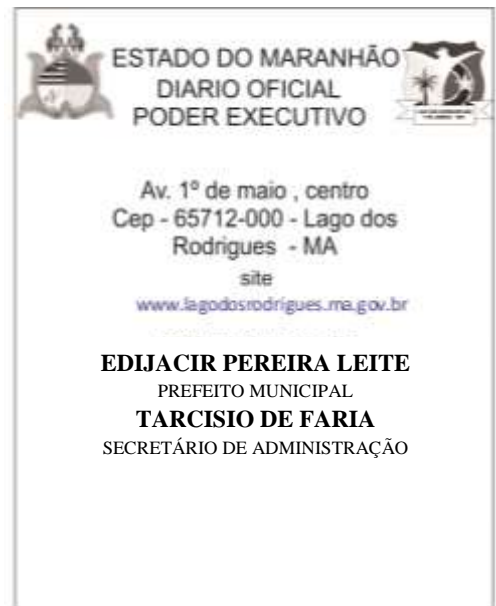 ESTADO DO MARANHÃO
DIARIO OFICIAL
PODER EXECUTIVO
Av. 1º de maio , centro
Cep - 65712-000 - Lago dos
Rodrigues - MA
site
www.lagodosrodrigues.ma.gov.br
EDIJACIR PEREIRA LEITE
PREFEITO MUNICIPAL
TARCISIO DE FARIA
SECRETÁRIO DE ADMINISTRAÇÃO